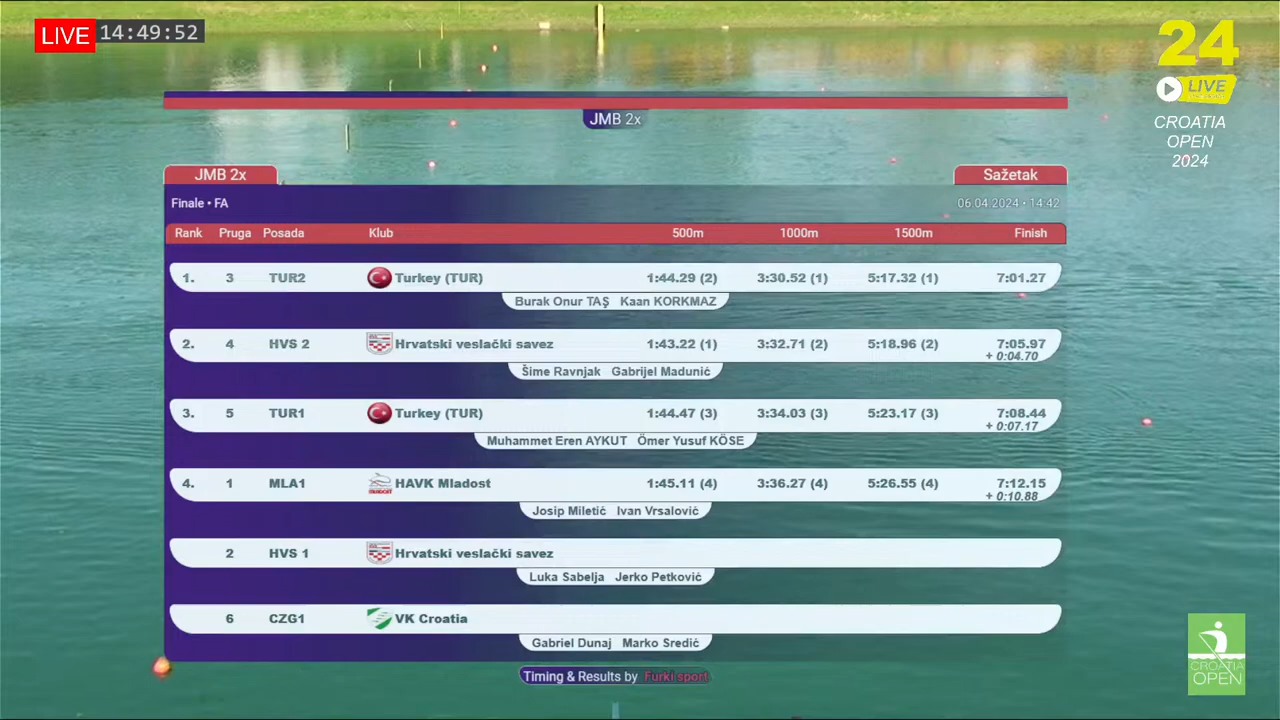 LIVE 14:49:52
24
LIVE
CROATIA
OPEN
2024
JMB 2x
JMB 2x Sažetak
Finale • FA 06.04.2024 • 14:42
Rank Pruga Posada Klub 500m 1000m 1500m Finish
1. 3 TUR2 Turkey (TUR) 1:44.29 (2) 3:30.52 (1) 5:17.32 (1) 7:01.27
Burak Onur TAŞ Kaan KORKMAZ
2. 4 HVS 2 Hrvatski veslački savez 1:43.22 (1) 3:32.71 (2) 5:18.96 (2) 7:05.97
+ 0:04.70
Šime Ravnjak Gabrijel Madunić
3. 5 TUR1 Turkey (TUR) 1:44.47 (3) 3:34.03 (3) 5:23.17 (3) 7:08.44
+ 0:07.17
Muhammet Eren AYKUT Ömer Yusuf KÖSE
4. 1 MLA1 HAVK Mladost 1:45.11 (4) 3:36.27 (4) 5:26.55 (4) 7:12.15
+ 0:10.88
Josip Miletić Ivan Vrsalović
2 HVS 1 Hrvatski veslački savez
Luka Sabelja Jerko Petković
6 CZG1 VK Croatia
Gabriel Dunaj Marko Sredić
Timing & Results by Furki sport
CROATIA
OPEN